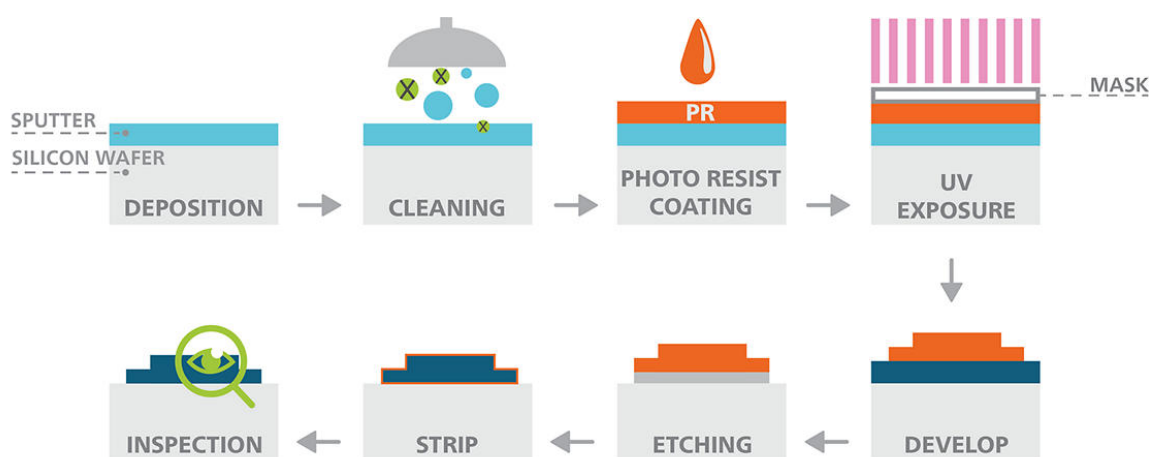 SPUTTER
SILICON WAFER
DEPOSITION
CLEANING
PR
PHOTO RESIST
COATING
MASK
UV
EXPOSURE
DEVELOP
ETCHING
STRIP
INSPECTION